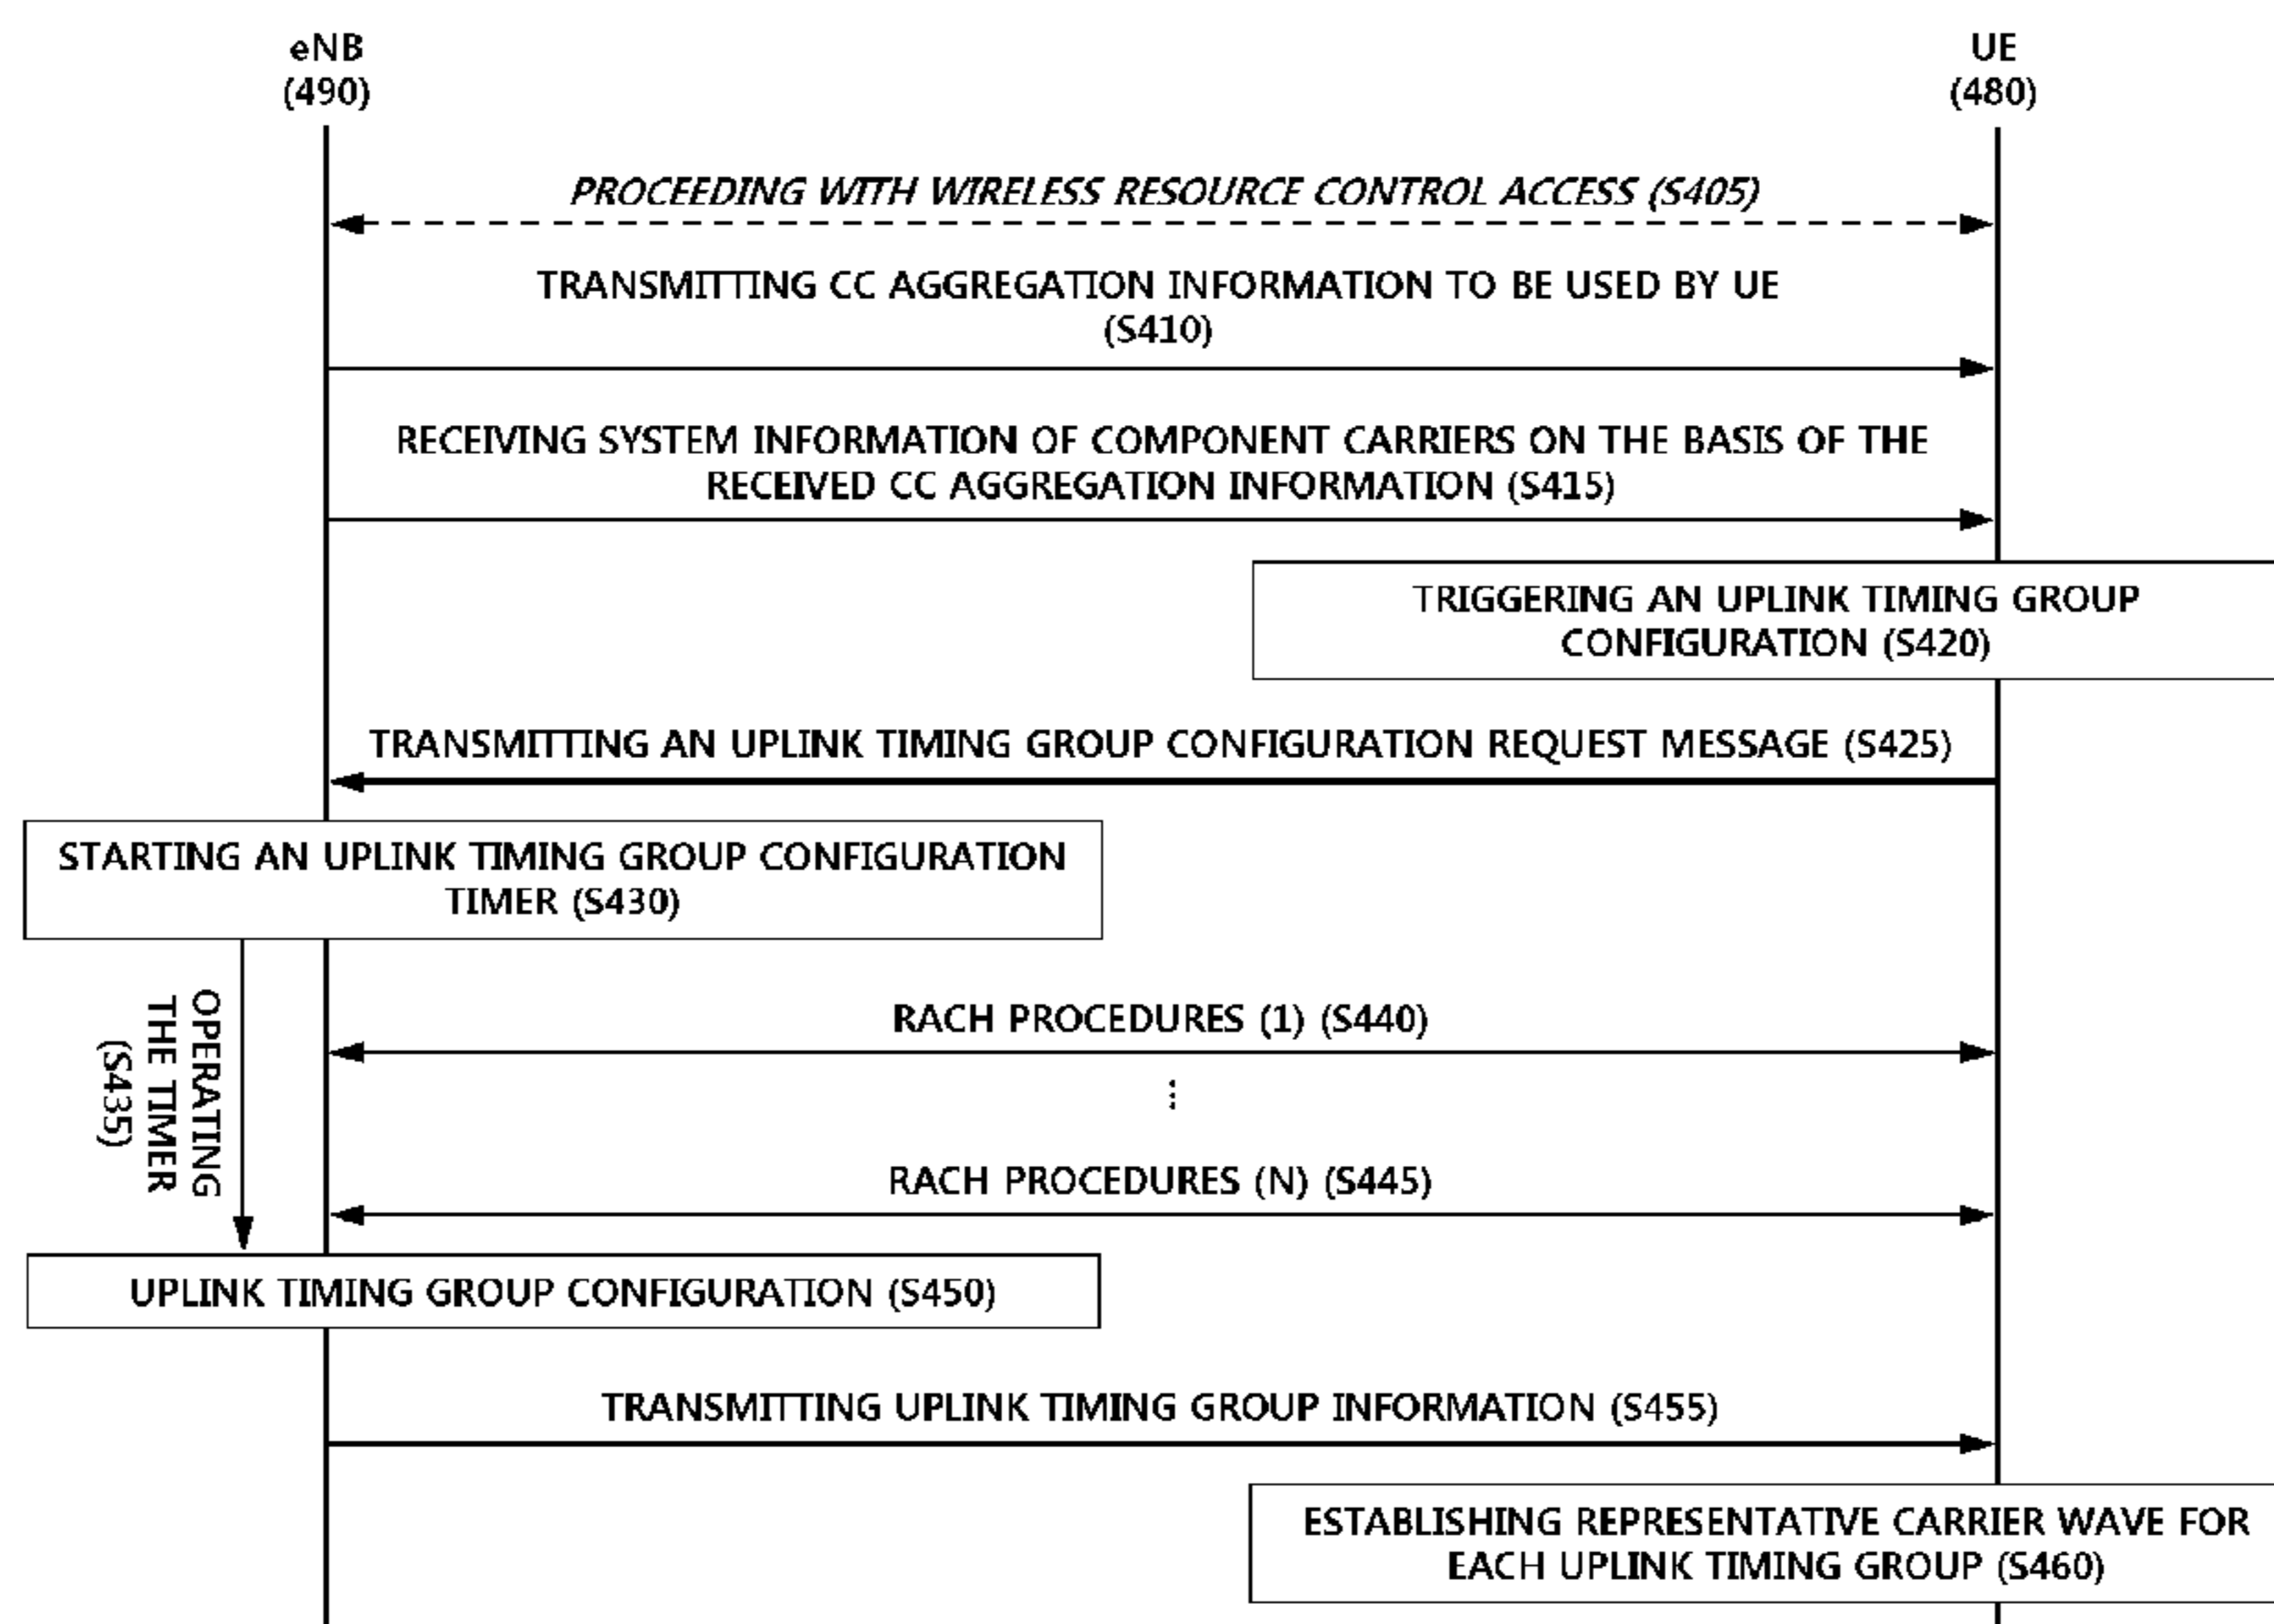 eNB
(490)
UE
(480)
PROCEEDING WITH WIRELESS RESOURCE CONTROL ACCESS (S405)
TRANSMITTING CC AGGREGATION INFORMATION TO BE USED BY UE
(S410)
RECEIVING SYSTEM INFORMATION OF COMPONENT CARRIERS ON THE BASIS OF THE
RECEIVED CC AGGREGATION INFORMATION (S415)
TRIGGERING AN UPLINK TIMING GROUP
CONFIGURATION (S420)
TRANSMITTING AN UPLINK TIMING GROUP CONFIGURATION REQUEST MESSAGE (S425)
STARTING AN UPLINK TIMING GROUP CONFIGURATION
TIMER (S430)
OPERATING
THE TIMER
(S435)
RACH PROCEDURES (1) (S440)
⋮
RACH PROCEDURES (N) (S445)
UPLINK TIMING GROUP CONFIGURATION (S450)
TRANSMITTING UPLINK TIMING GROUP INFORMATION (S455)
ESTABLISHING REPRESENTATIVE CARRIER WAVE FOR
EACH UPLINK TIMING GROUP (S460)